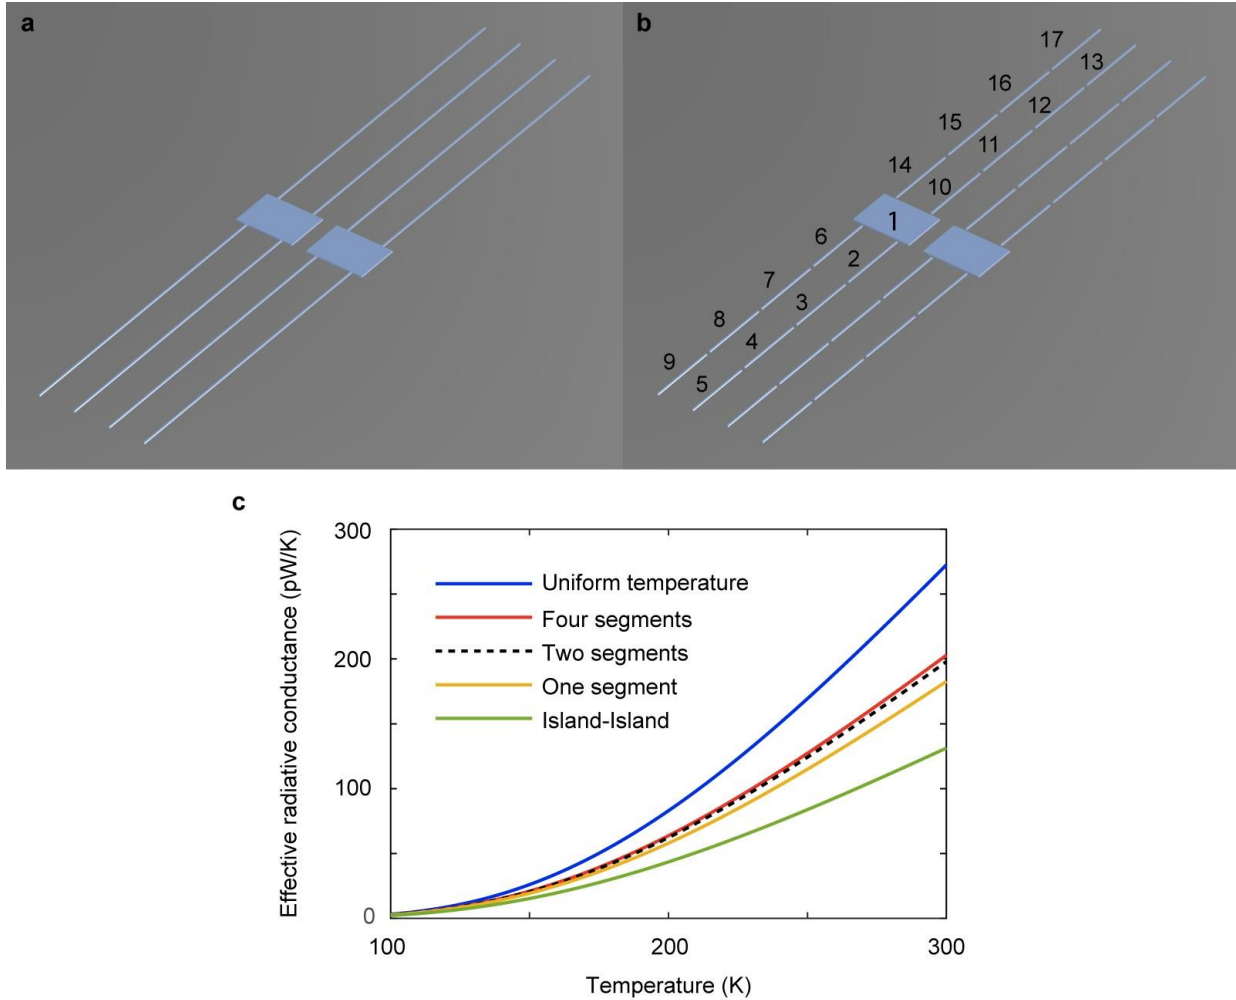 a
b
17
13
16
12
15
11
14
10
1
6
2
7
3
8
4
9
5
c
Effective radiative conductance (pW/K)
300
200
100
0
Uniform temperature
Four segments
Two segments
One segment
Island-Island
100 200 300
Temperature (K)